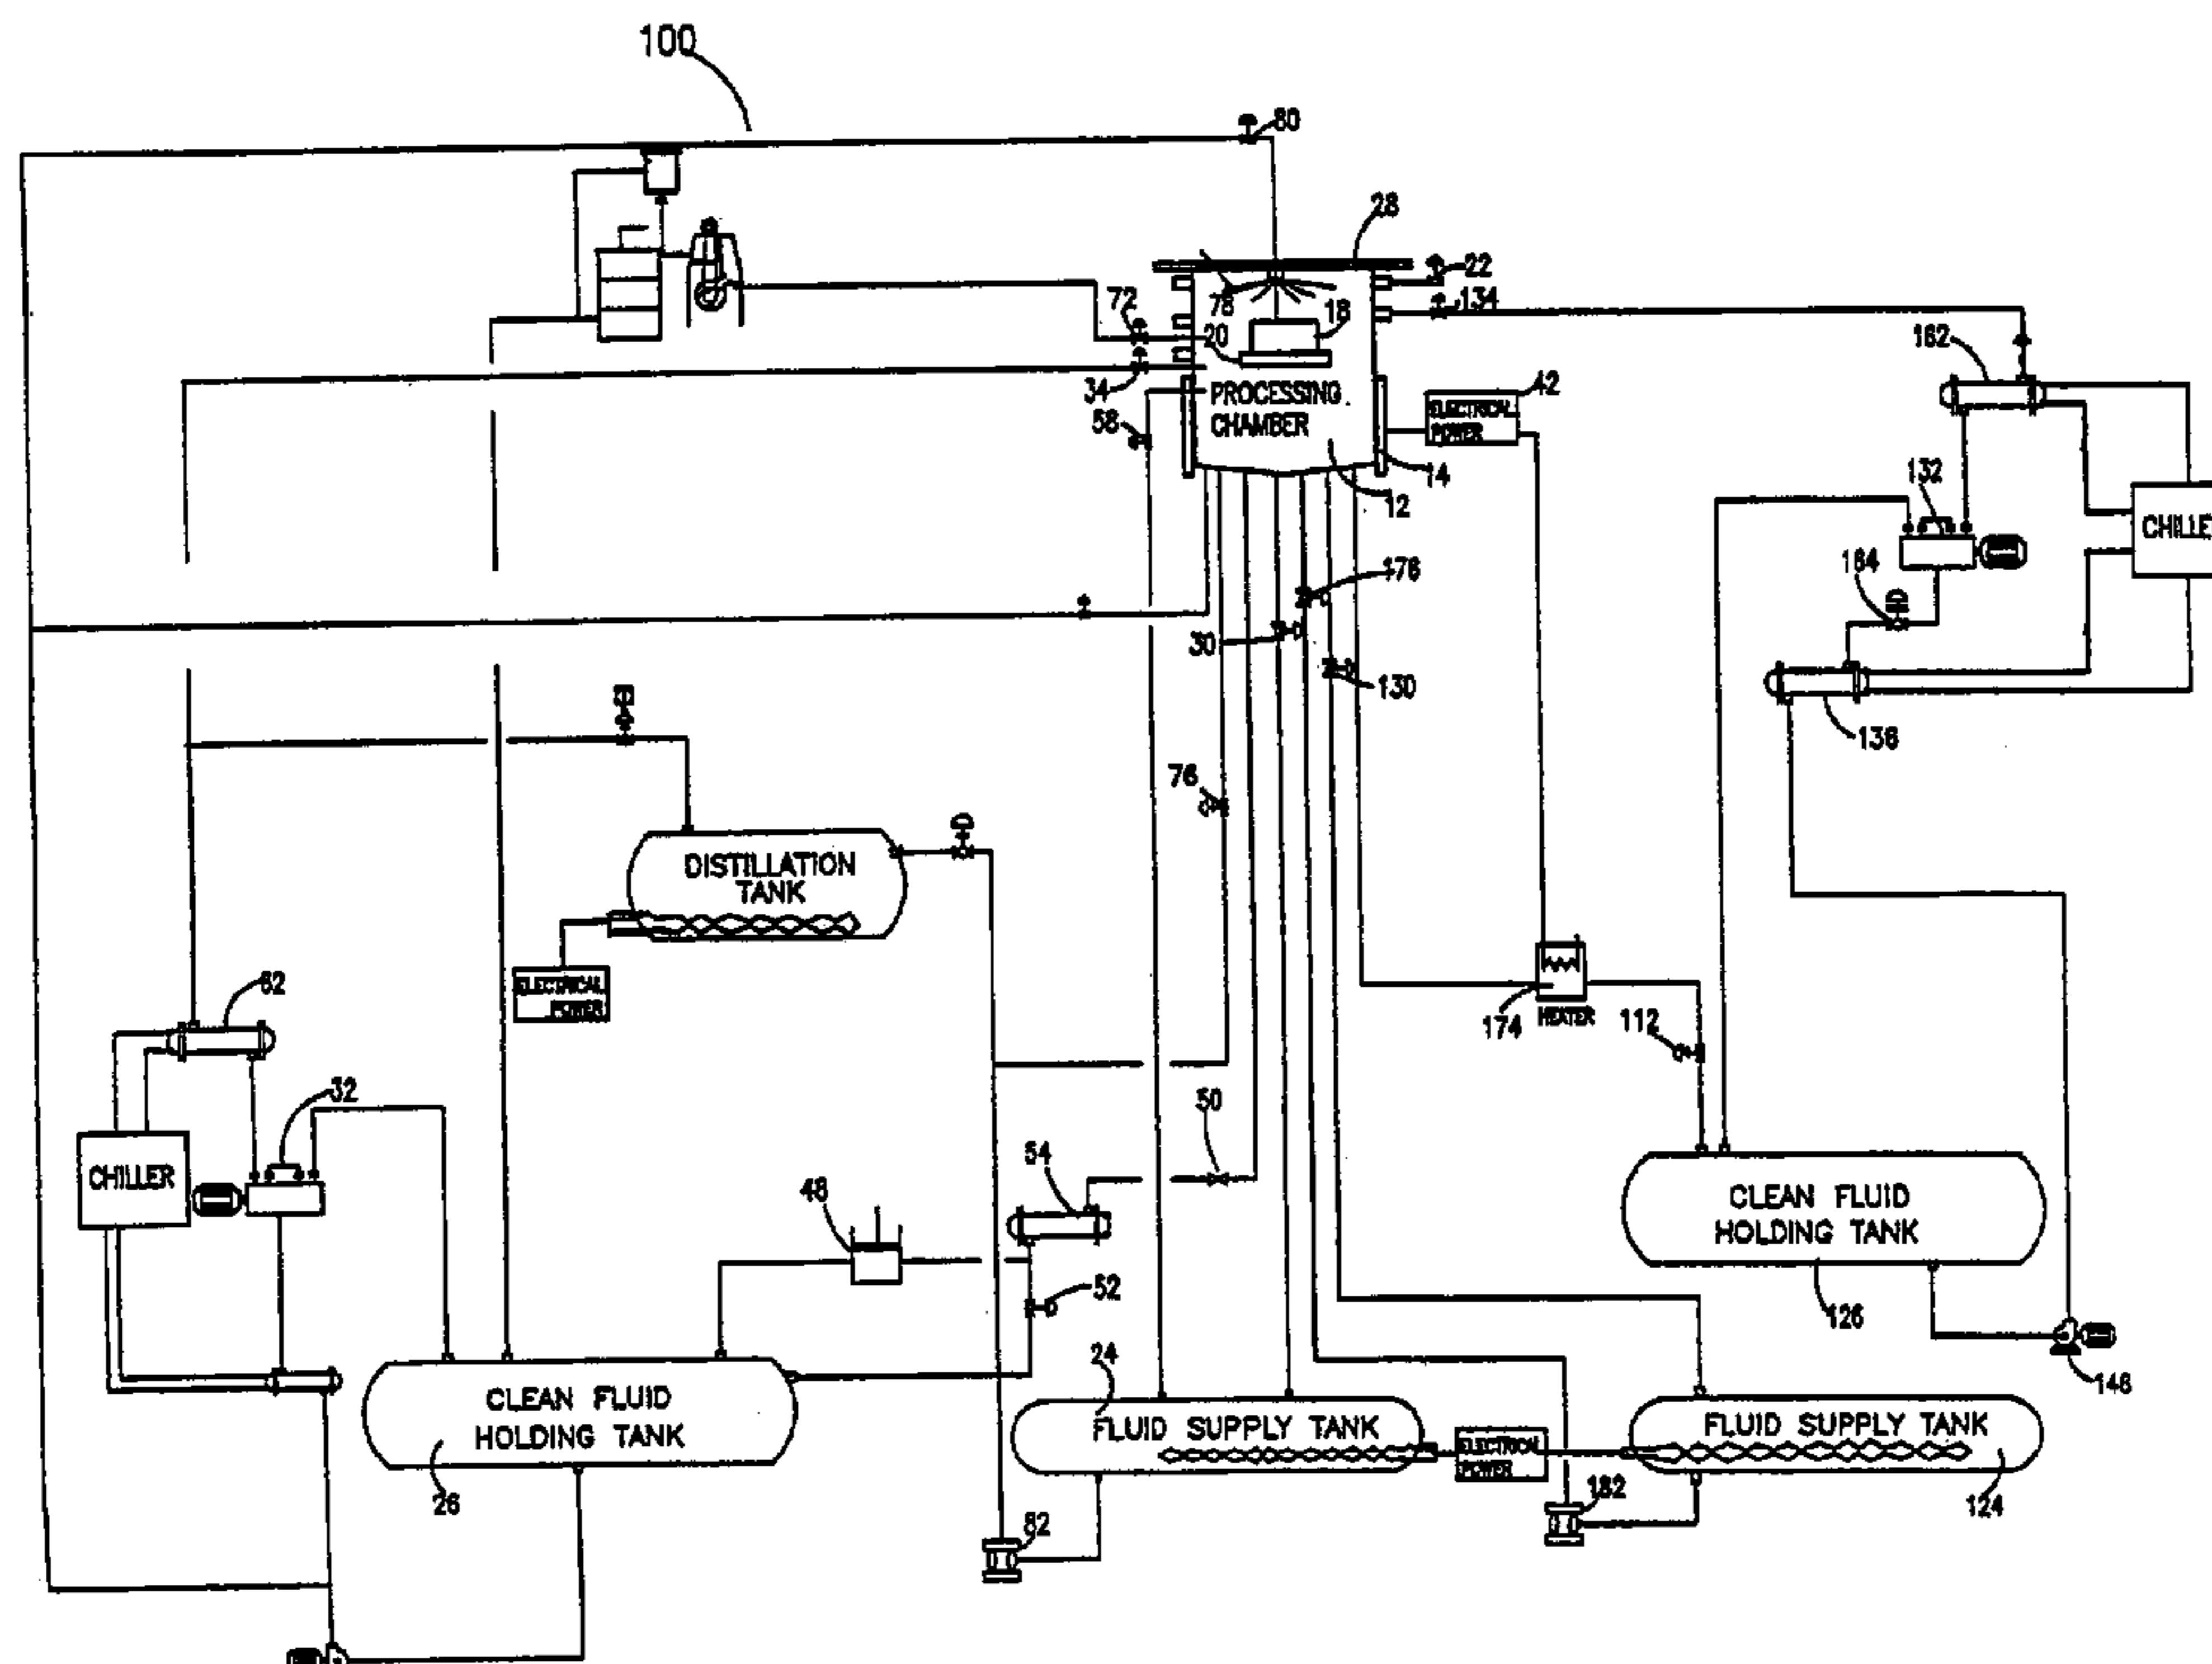 100
80
28
22
78
18
134
72
20
162
34
PROCESSING
CHAMBER
42
ELECTRICAL
POWER
58
14
132
12
CHILLE
164
176
30
130
136
76
DISTILLATION
TANK
ELECTRICAL
POWER
62
174
HEATER
112
32
50
54
CHILLER
48
CLEAN FLUID
HOLDING TANK
52
126
24
146
CLEAN FLUID
HOLDING TANK
FLUID SUPPLY TANK
ELECTRICAL
POWER
FLUID SUPPLY TANK
26
182
124
82